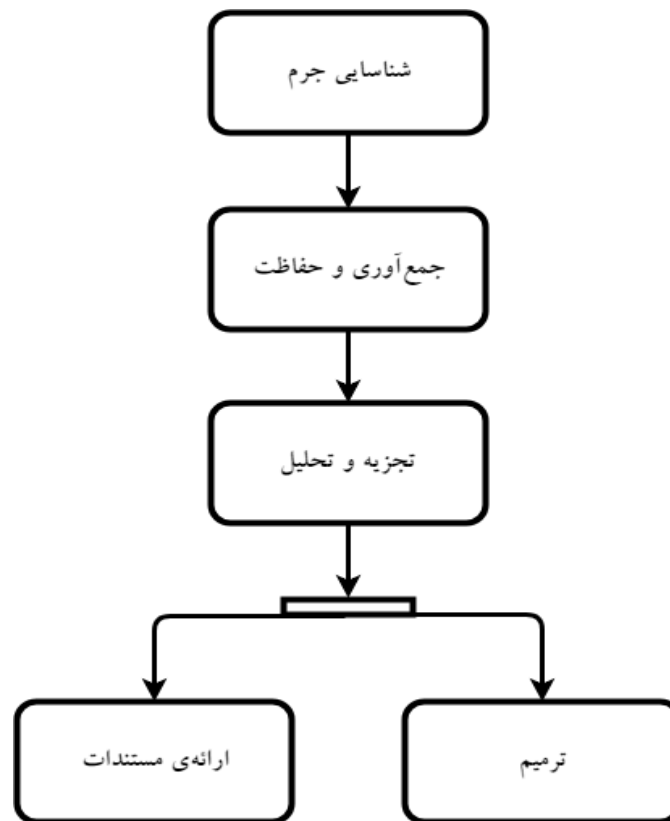 شناسایی جرم
جمع‌آوری و حفاظت
تجزیه و تحلیل
ترمیم
ارائه‌ی مستندات